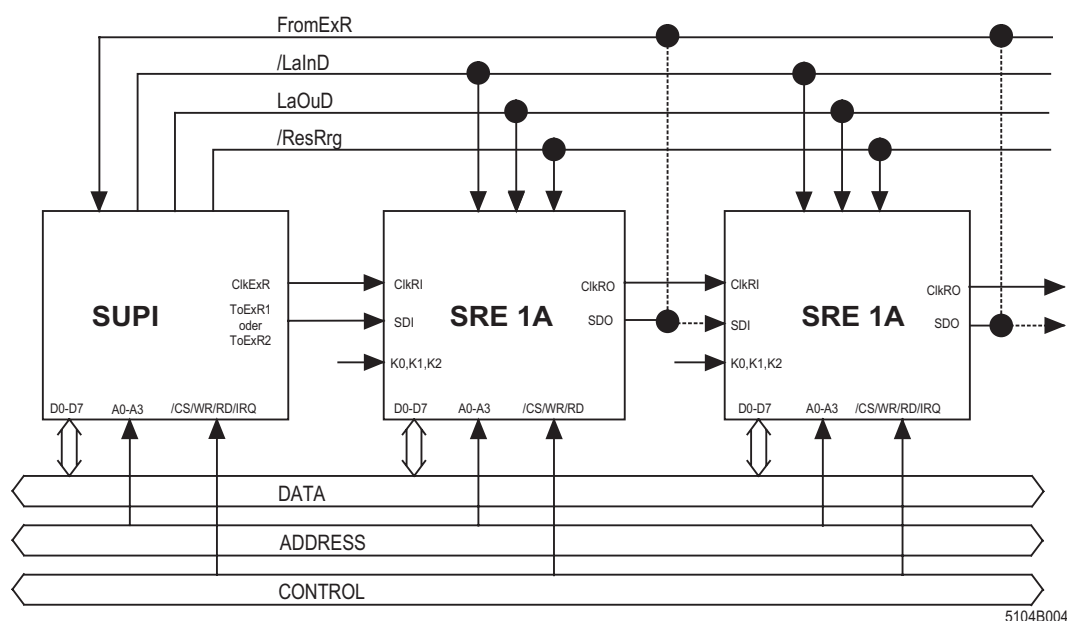 FromExR
/LaInD
LaOuD
/ResRrg
SUPI
ClkExR
ToExR1
oder
ToExR2
D0-D7 A0-A3 /CS/WR/RD/IRQ
ClkRI
SDI
K0,K1,K2
SRE 1A
ClkRO
SDO
D0-D7 A0-A3 /CS/WR/RD
ClkRI
SDI
K0,K1,K2
SRE 1A
ClkRO
SDO
D0-D7 A0-A3 /CS/WR/RD/IRQ
DATA
ADDRESS
CONTROL
5104B004